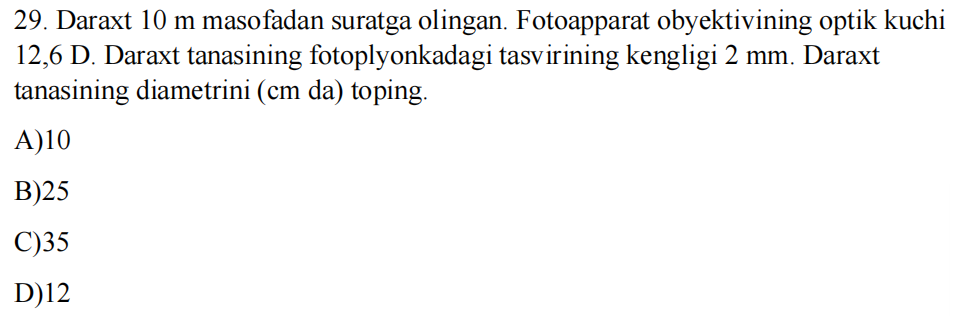 29. Daraxt 10 m masofadan suratga olingan. Fotoapparat obyektivining optik kuchi
12,6 D. Daraxt tanasining fotoplyonkadagi tasvirining kengligi 2 mm. Daraxt
tanasining diametrini (cm da) toping.
A)10
B)25
C)35
D)12